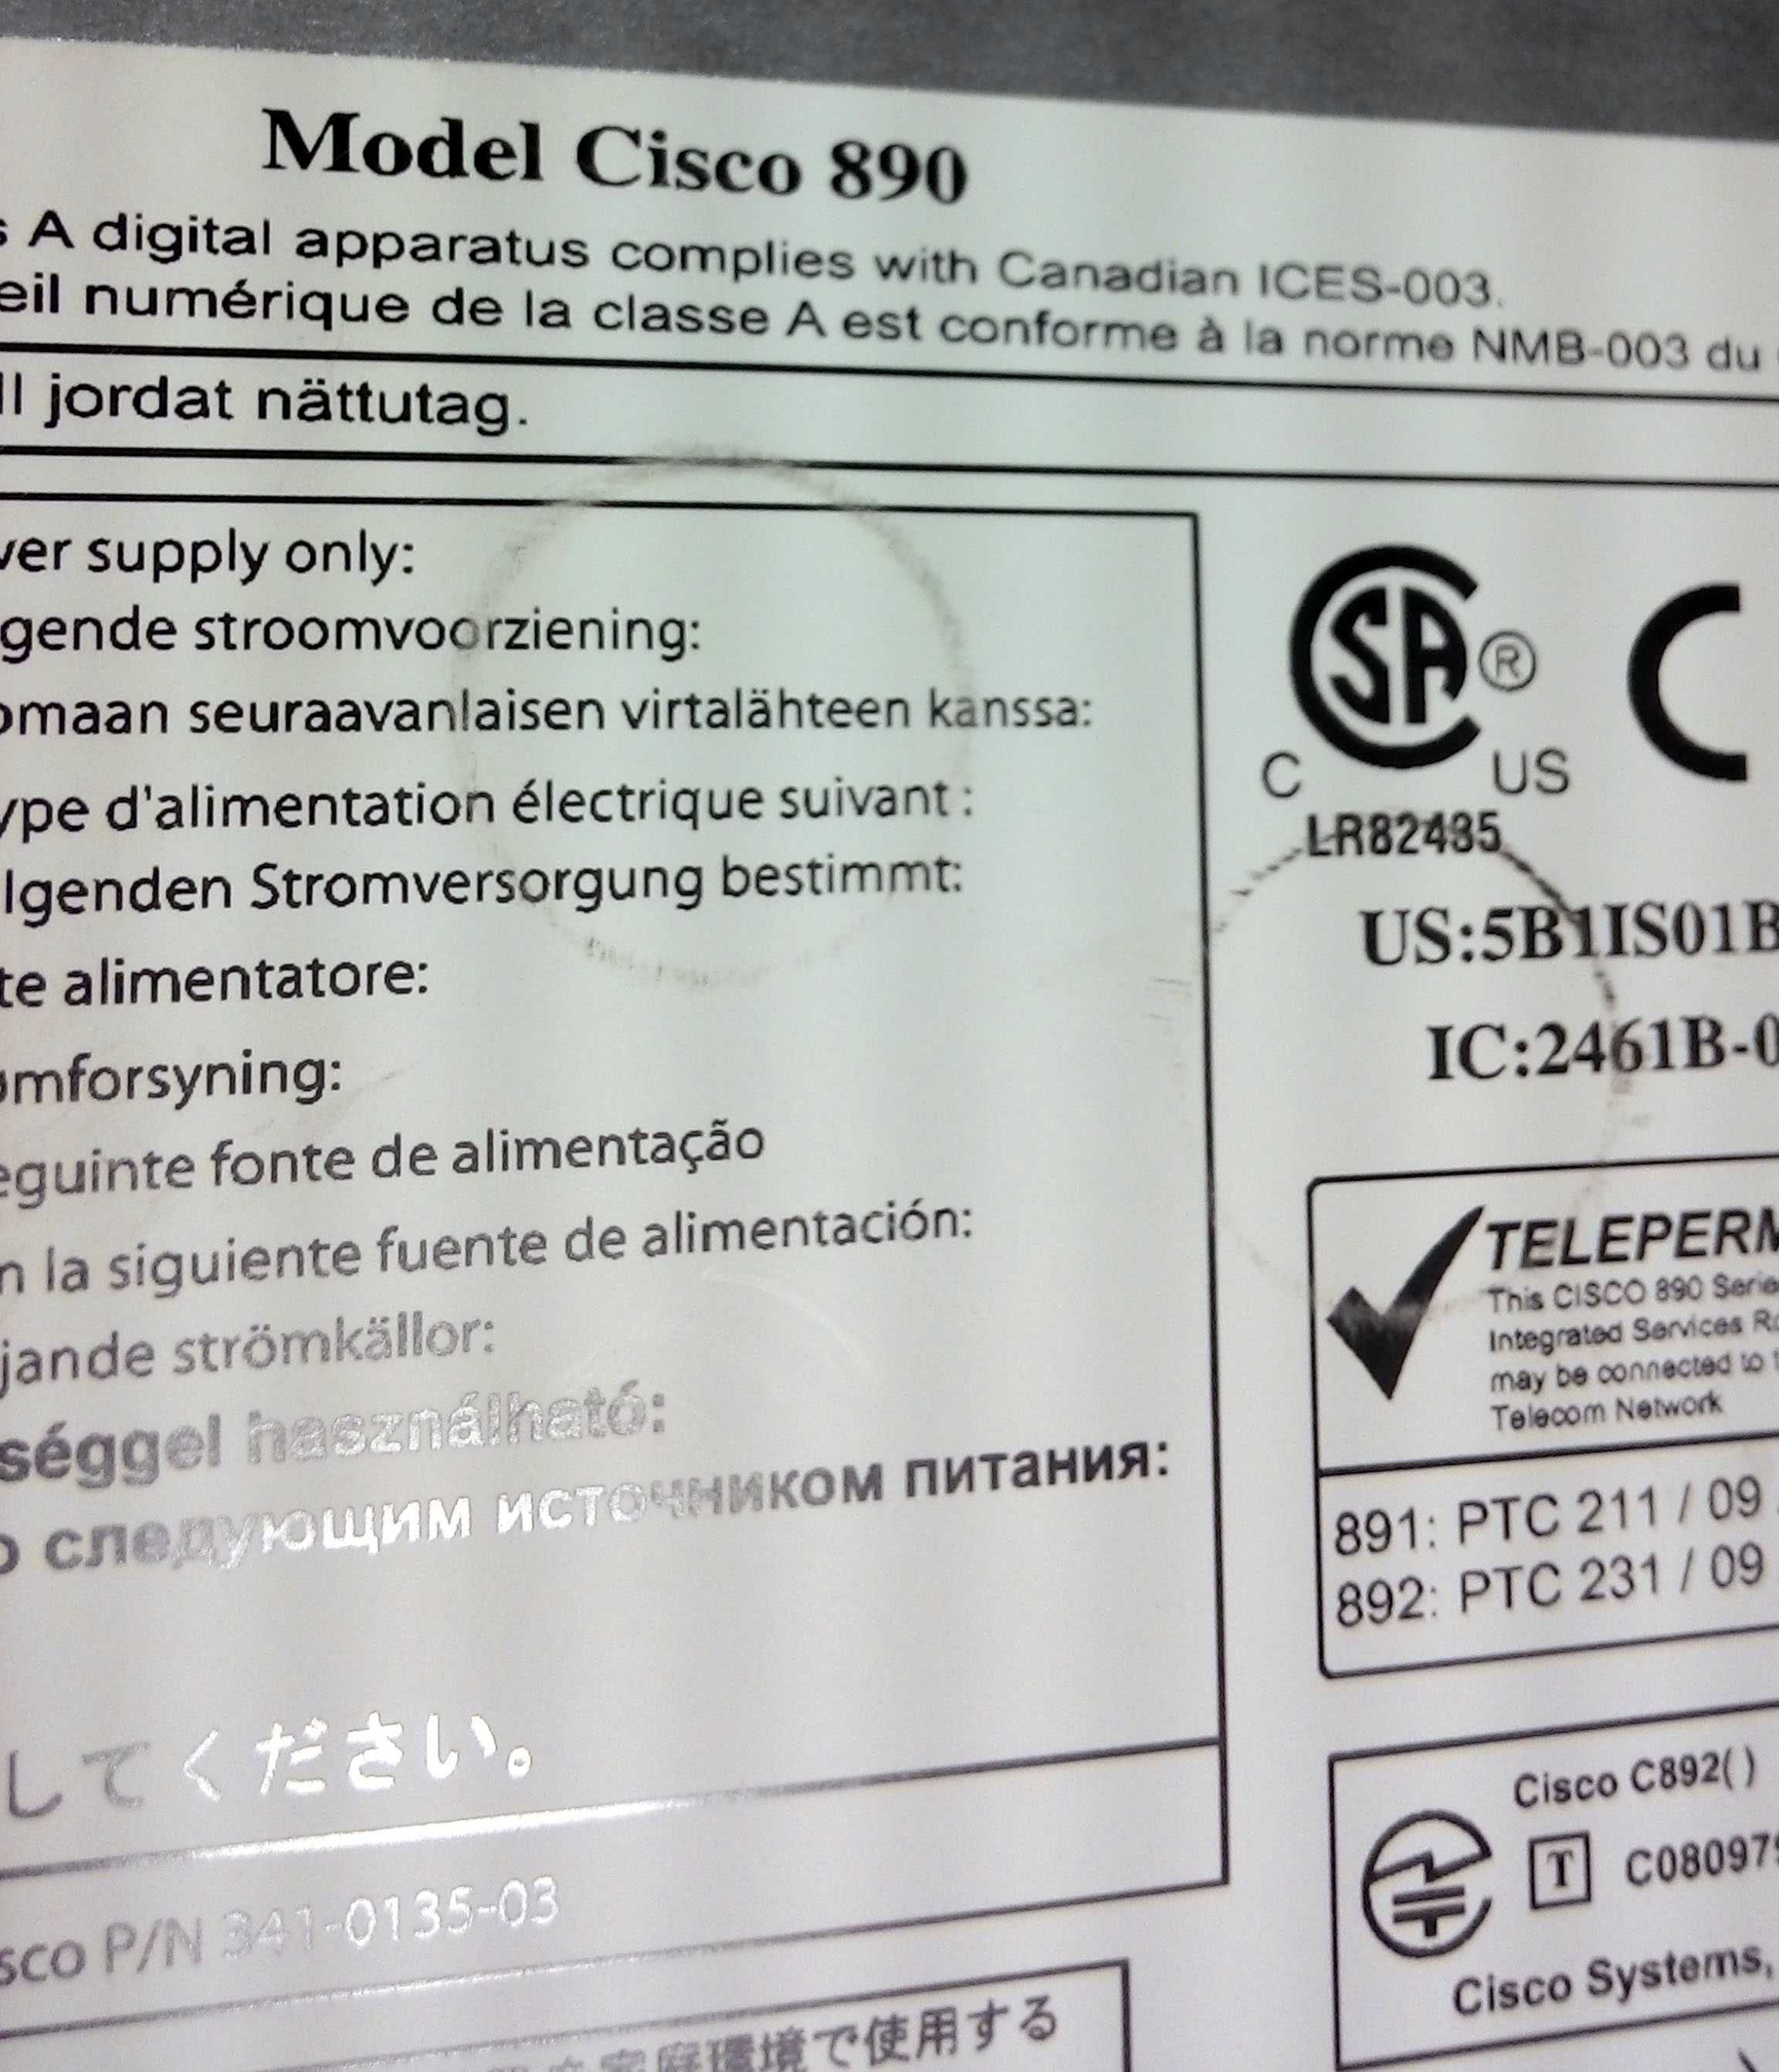 Model Cisco 890
s A digital apparatus complies with Canadian ICES-003.
eil numérique de la classe A est conforme à la norme NMB-003 du
ll jordat nättutag.
ver supply only:
gende stroomvoorziening:
omaan seuraavanlaisen virtalähteen kanssa:
ype d'alimentation électrique suivant :
lgenden Stromversorgung bestimmt:
te alimentatore:
ømforsyning:
eguinte fonte de alimentação
n la siguiente fuente de alimentación:
jande strömkällor:
séggel használható:
о следующим источником питания:
してください。
sco P/N 341-0135-03
家庭環境で使用する
SA ®
C US
LR82485
C
US:5B1IS01B
IC:2461B-0
TELEPERM
This CISCO 890 Serie
Integrated Services Ro
may be connected to t
Telecom Network
891: PTC 211 / 09
892: PTC 231 / 09
Cisco C892( )
T C080979
Cisco Systems,